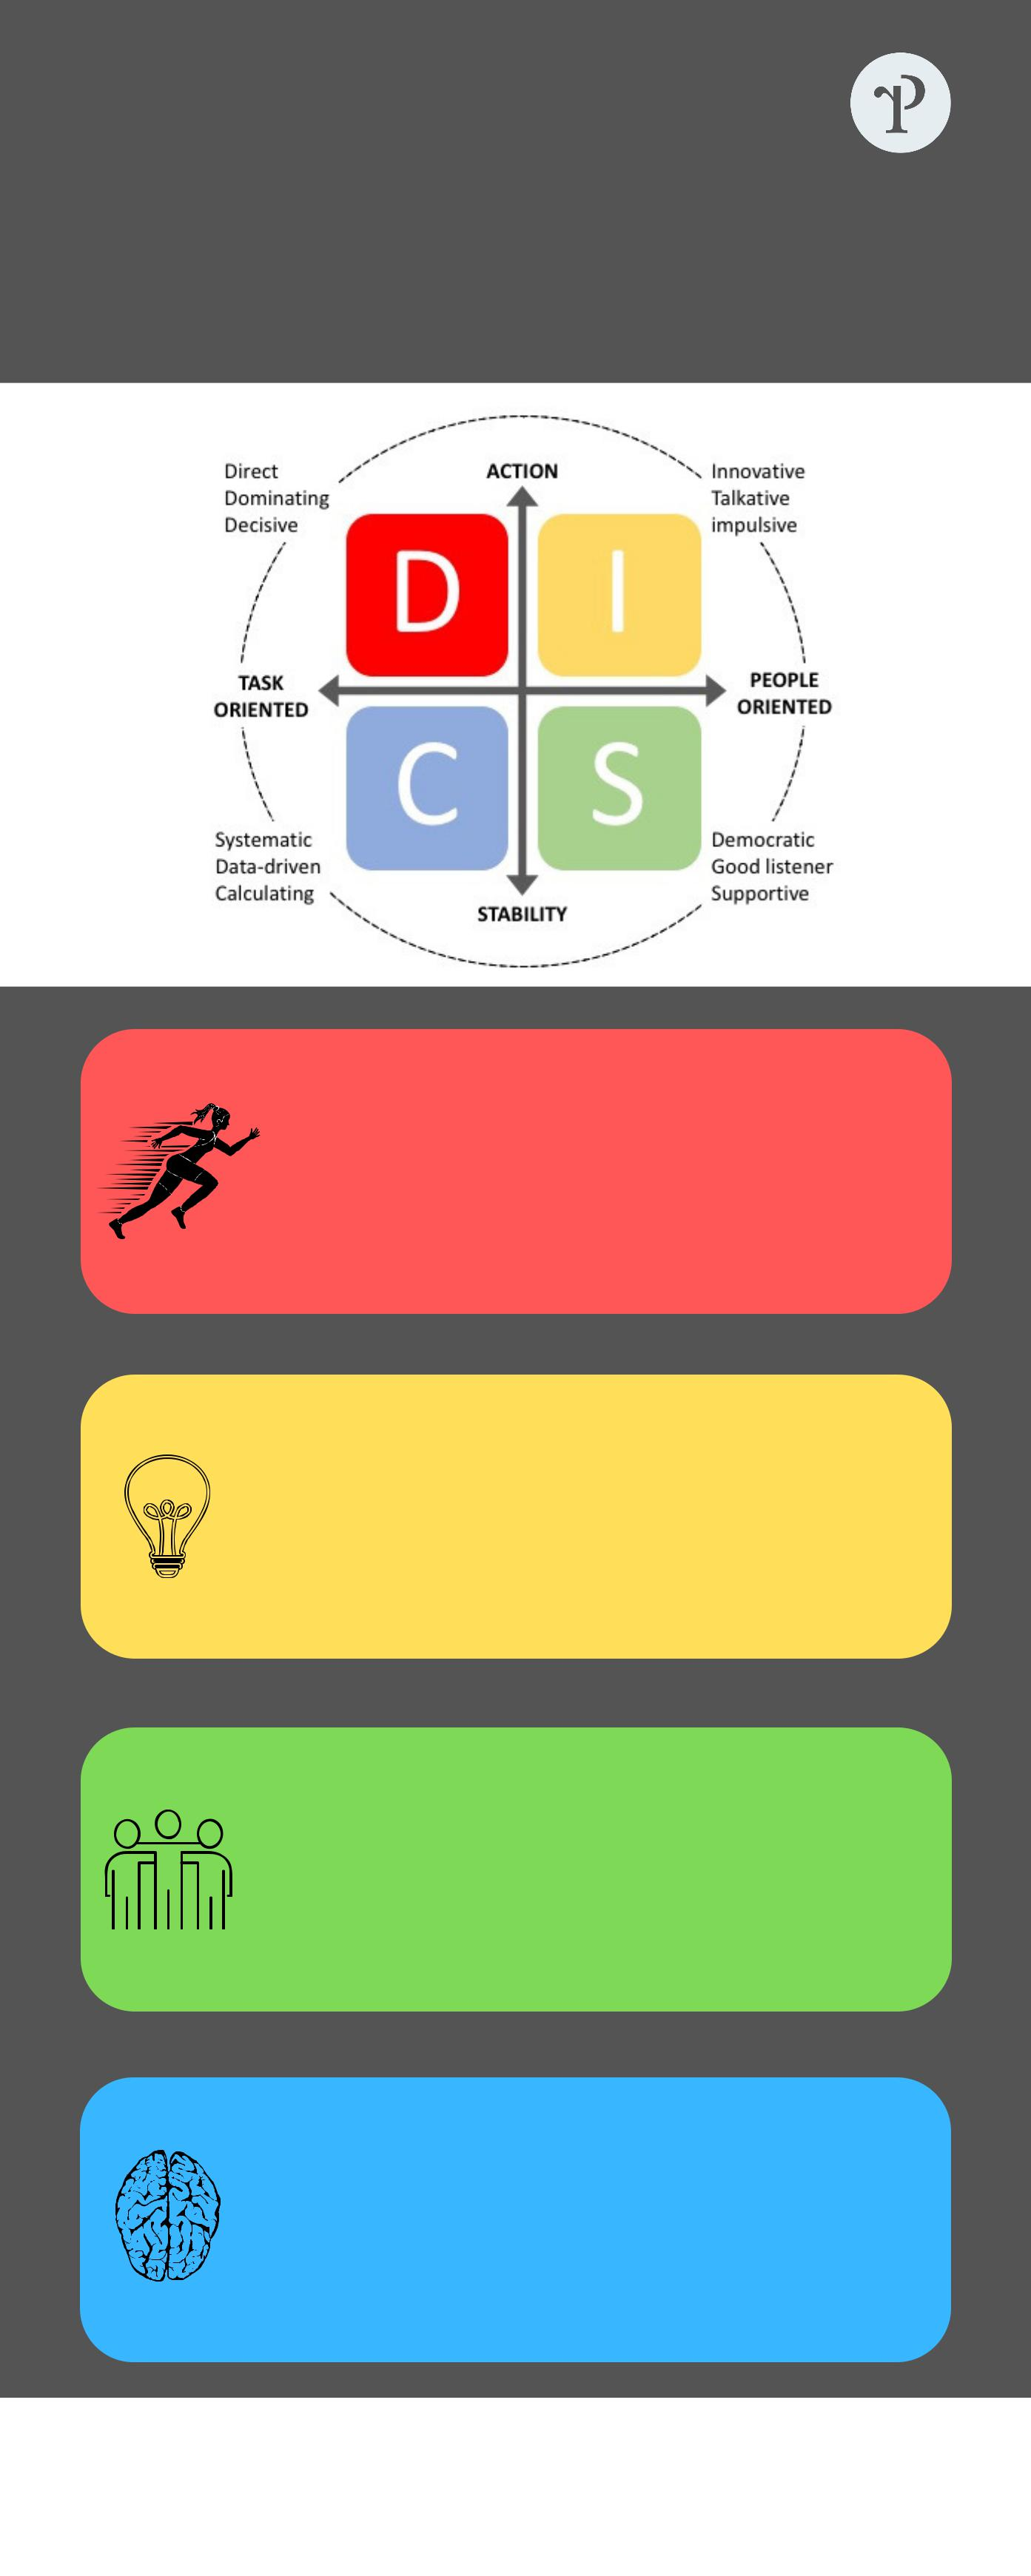 P
Direct
Dominating
Decisive
ACTION
Innovative
Talkative
impulsive
D
I
TASK
ORIENTED
PEOPLE
ORIENTED
C
S
Systematic
Data-driven
Calculating
Democratic
Good listener
Supportive
STABILITY